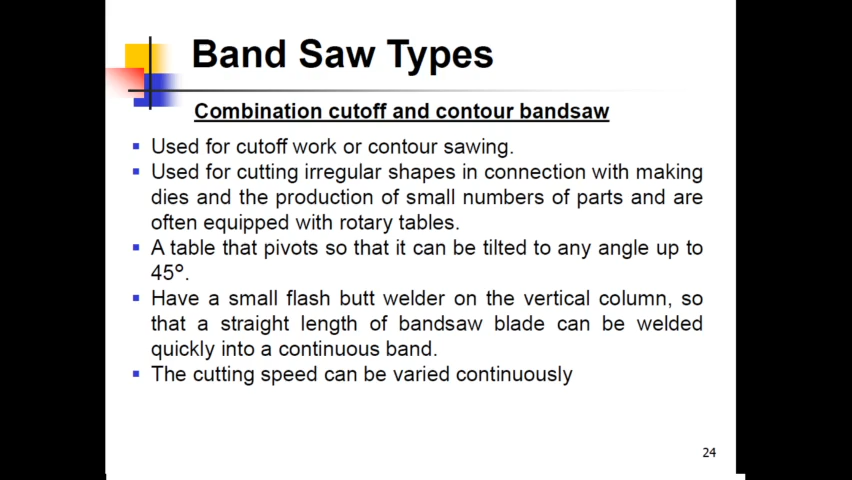 Band Saw Types
Combination cutoff and contour bandsaw
Used for cutoff work or contour sawing.
Used for cutting irregular shapes in connection with making
dies and the production of small numbers of parts and are
often equipped with rotary tables.
A table that pivots so that it can be tilted to any angle up to
45°.
Have a small flash butt welder on the vertical column, so
that a straight length of bandsaw blade can be welded
quickly into a continuous band.
The cutting speed can be varied continuously
24